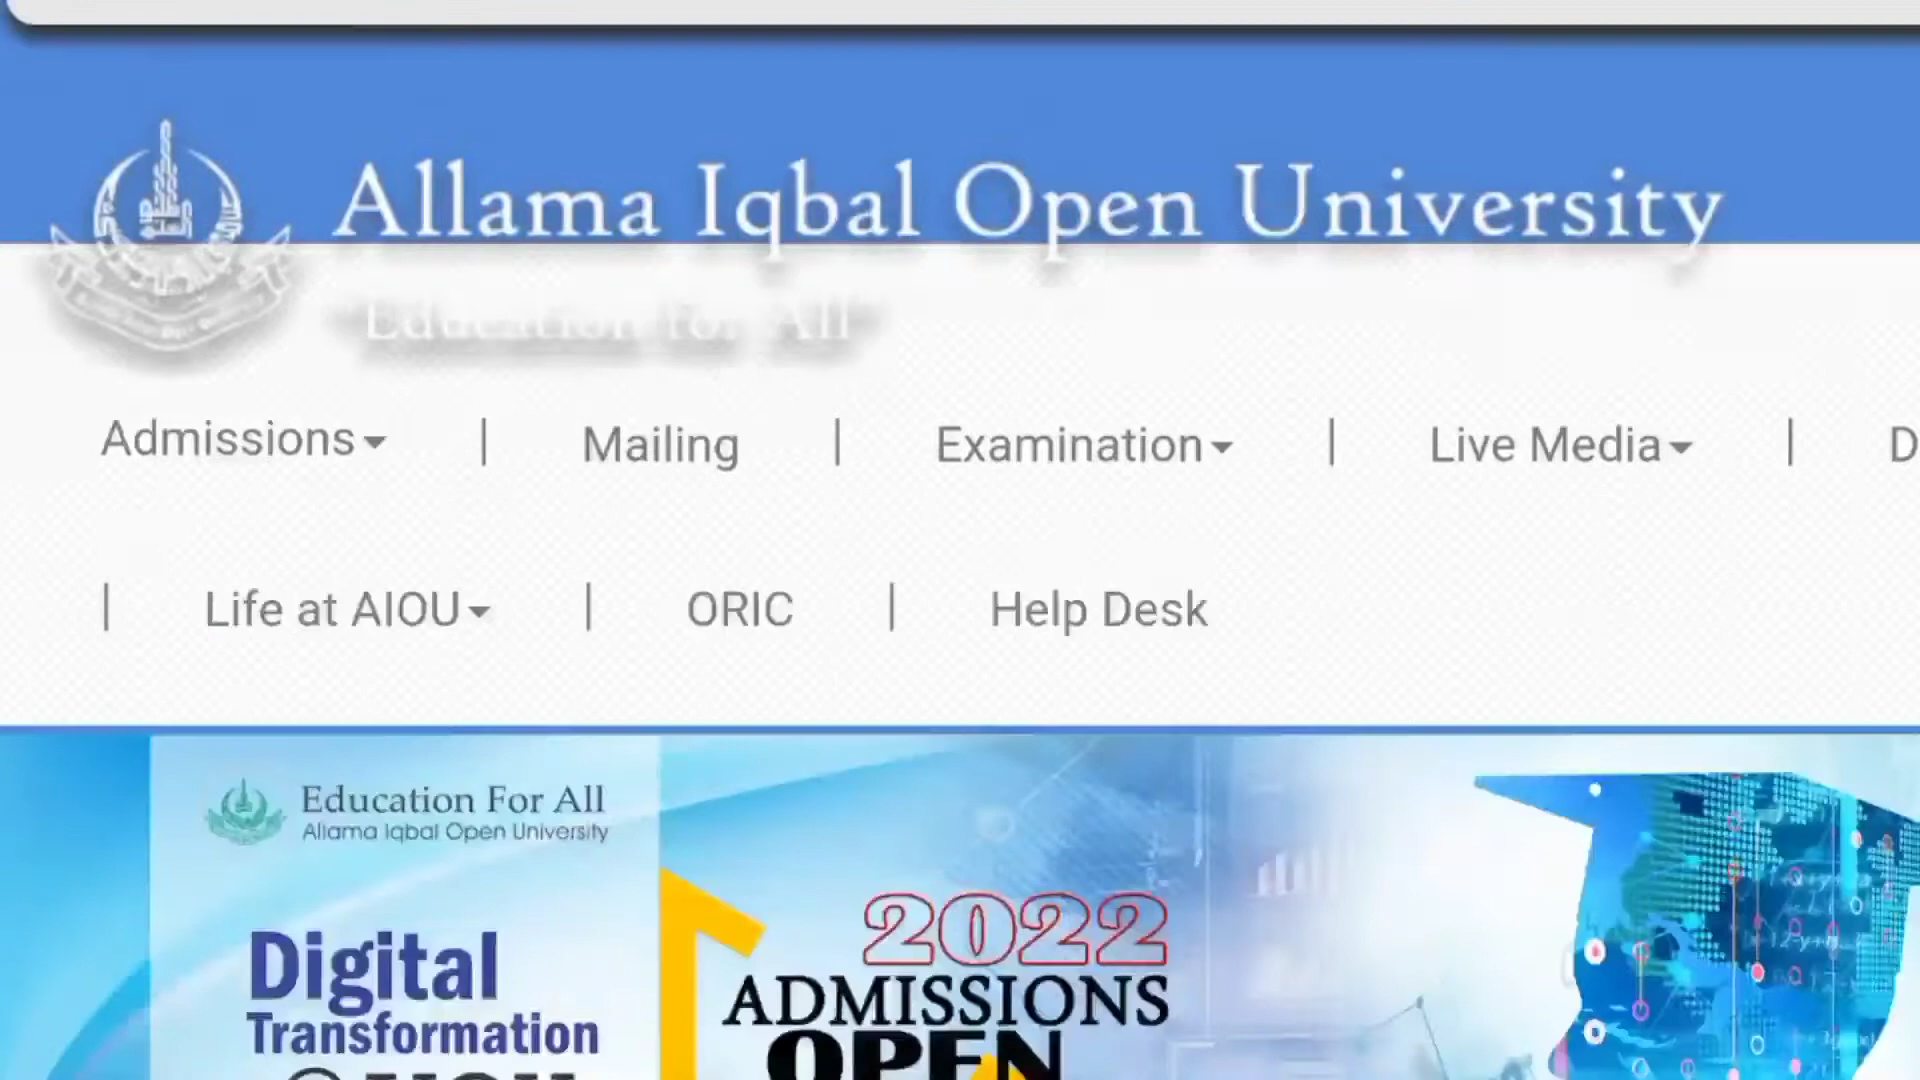 Allama Iqbal Open University
"Education for All"
Admissions | Mailing | Examination | Live Media | D
| Life at AIOU | ORIC | Help Desk
Education For All
Allama Iqbal Open University
Digital
Transformation
2022
ADMISSIONS
OPEN